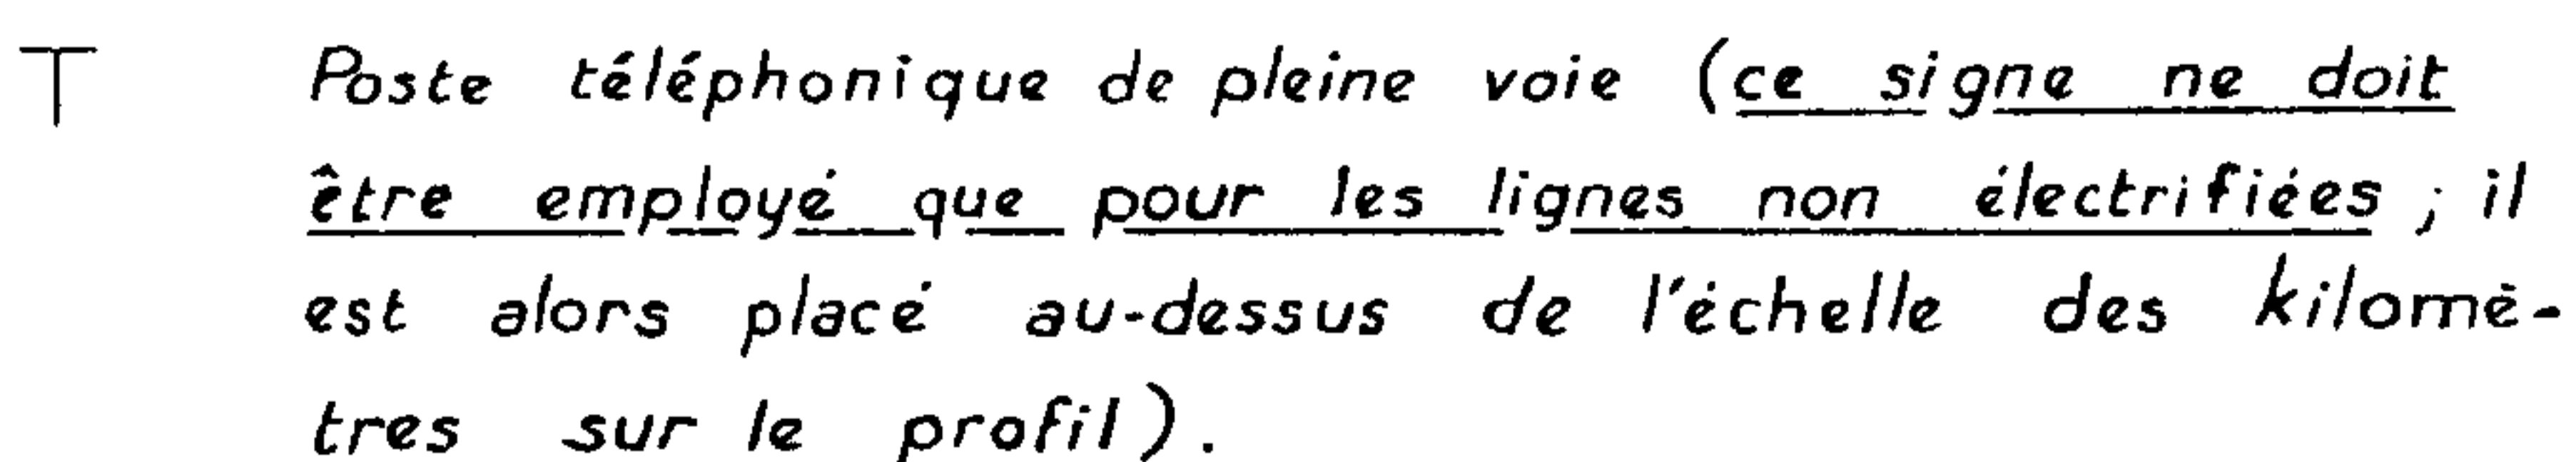 T Poste téléphonique de pleine voie (ce signe ne doit
être employé que pour les lignes non électrifiées ; il
est alors placé au-dessus de l'échelle des kilomè-
tres sur le profil).